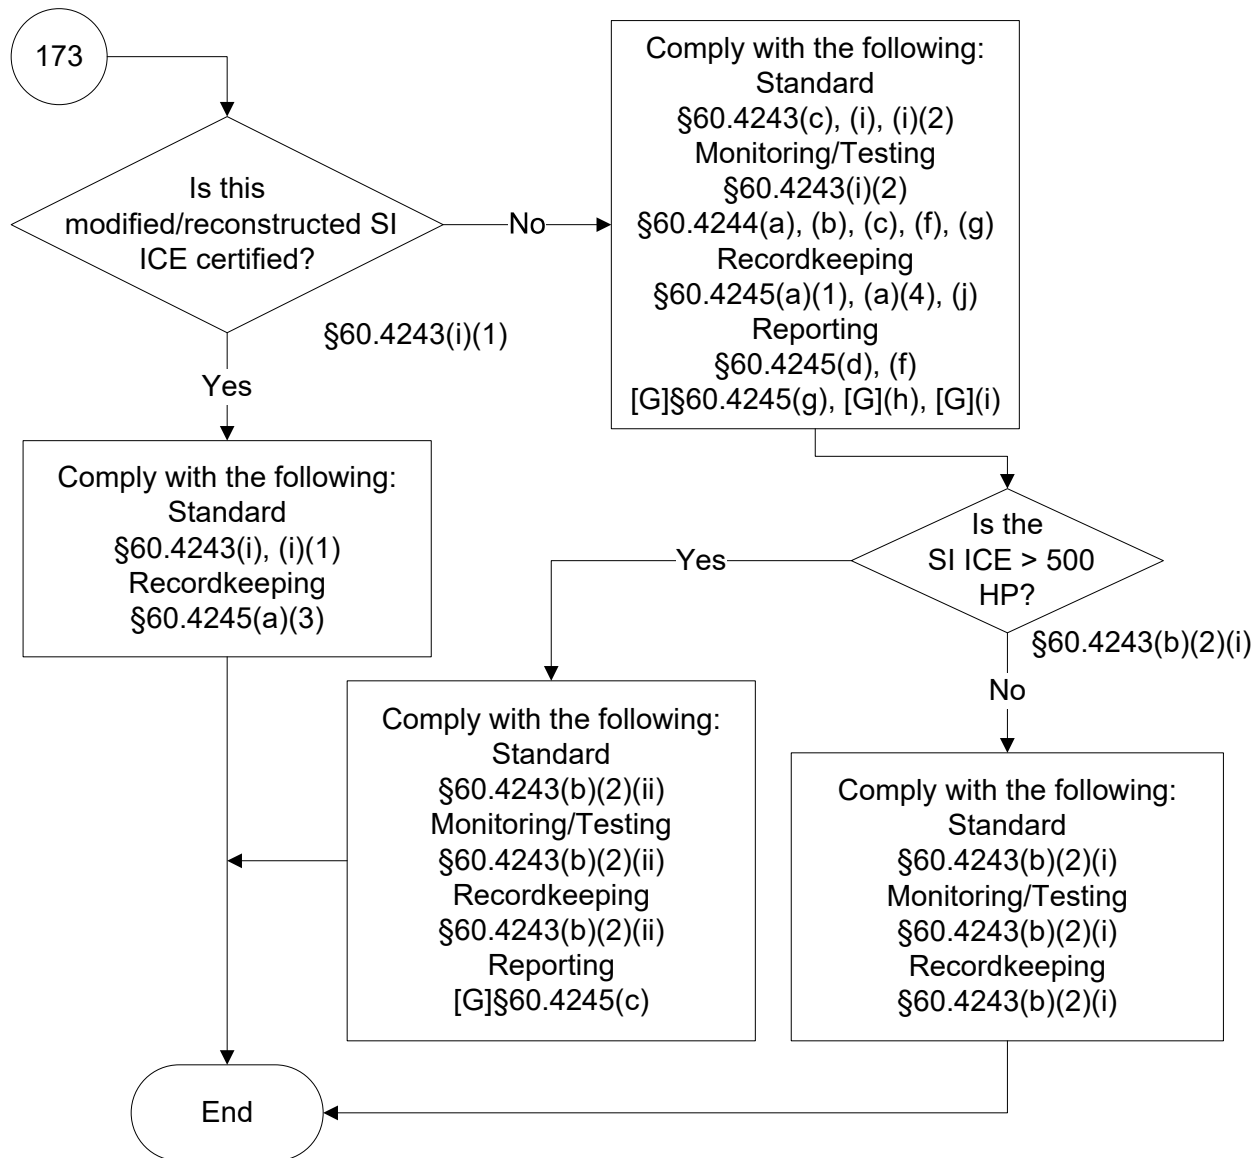 173
Is this
modified/reconstructed SI
ICE certified?
§60.4243(i)(1)
No
Yes
Comply with the following:
Standard
§60.4243(c), (i), (i)(2)
Monitoring/Testing
§60.4243(i)(2)
§60.4244(a), (b), (c), (f), (g)
Recordkeeping
§60.4245(a)(1), (a)(4), (j)
Reporting
§60.4245(d), (f)
[G]§60.4245(g), [G](h), [G](i)
Comply with the following:
Standard
§60.4243(i), (i)(1)
Recordkeeping
§60.4245(a)(3)
Is the
SI ICE > 500
HP?
§60.4243(b)(2)(i)
Yes
No
Comply with the following:
Standard
§60.4243(b)(2)(ii)
Monitoring/Testing
§60.4243(b)(2)(ii)
Recordkeeping
§60.4243(b)(2)(ii)
Reporting
[G]§60.4245(c)
Comply with the following:
Standard
§60.4243(b)(2)(i)
Monitoring/Testing
§60.4243(b)(2)(i)
Recordkeeping
§60.4243(b)(2)(i)
End